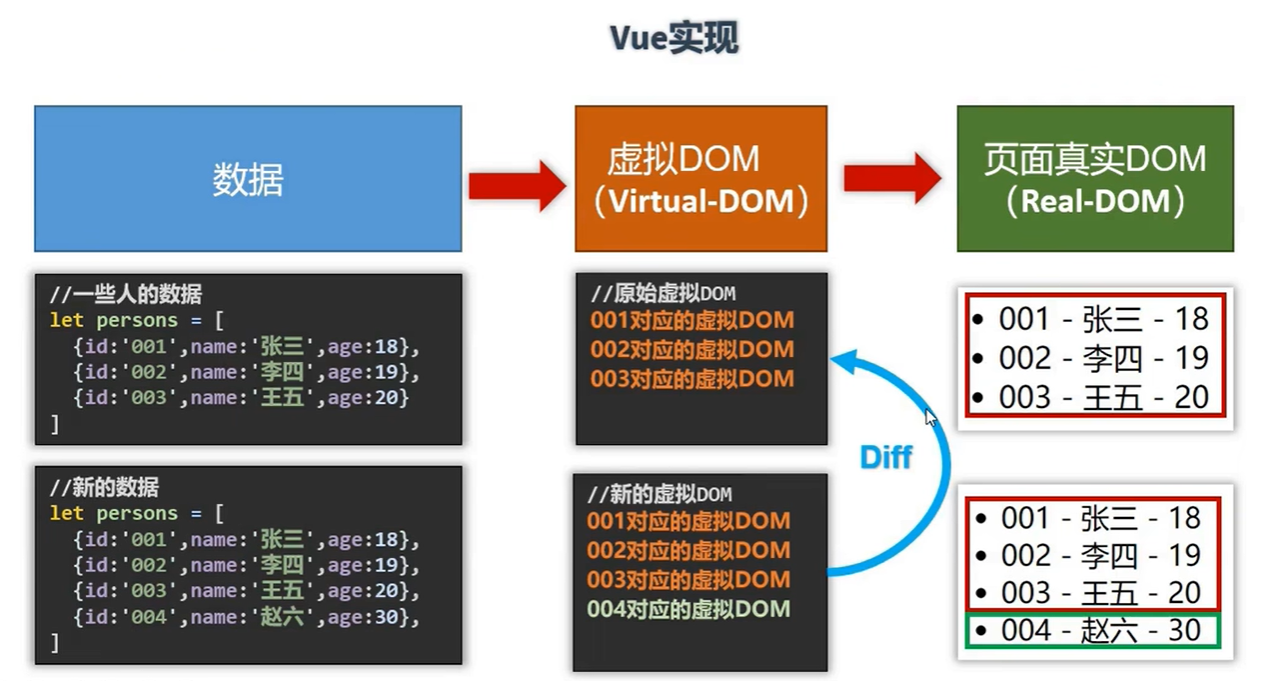 Vue实现
数据
虚拟DOM
（Virtual-DOM）
页面真实DOM
（Real-DOM）
//一些人的数据
let persons = [
{id:'001',name:'张三',age:18},
{id:'002',name:'李四',age:19},
{id:'003',name:'王五',age:20}
]
//原始虚拟DOM
001对应的虚拟DOM
002对应的虚拟DOM
003对应的虚拟DOM
• 001 - 张三 - 18
• 002 - 李四 - 19
• 003 - 王五 - 20
Diff
//新的数据
let persons = [
{id:'001',name:'张三',age:18},
{id:'002',name:'李四',age:19},
{id:'003',name:'王五',age:20},
{id:'004',name:'赵六',age:30},
]
//新的虚拟DOM
001对应的虚拟DOM
002对应的虚拟DOM
003对应的虚拟DOM
004对应的虚拟DOM
• 001 - 张三 - 18
• 002 - 李四 - 19
• 003 - 王五 - 20
• 004 - 赵六 - 30